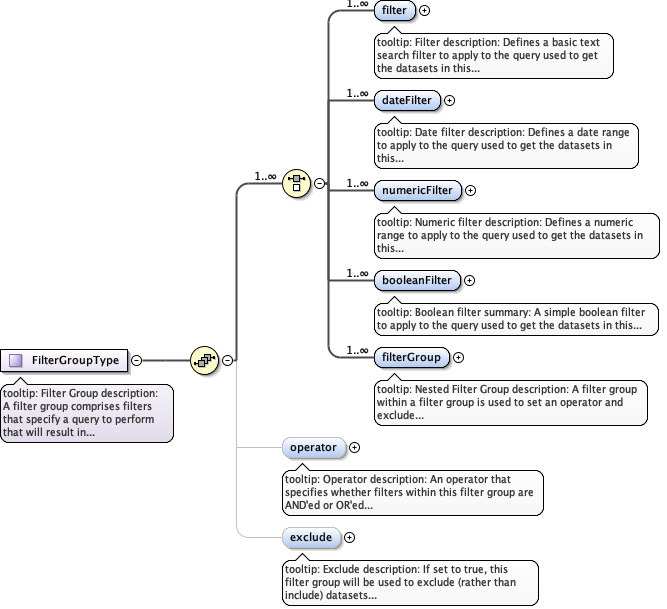 1..∞
filter
tooltip: Filter description: Defines a basic text
search filter to apply to the query used to get
the datasets in this...
1..∞
dateFilter
tooltip: Date filter description: Defines a date range
to apply to the query used to get the datasets in
this...
1..∞
1..∞
numericFilter
tooltip: Numeric filter description: Defines a numeric
range to apply to the query used to get the datasets in
this...
1..∞
booleanFilter
tooltip: Boolean filter summary: A simple boolean filter
to apply to the query used to get the datasets in this...
1..∞
filterGroup
tooltip: Nested Filter Group description: A filter group
within a filter group is used to set an operator and
exclude...
FilterGroupType
tooltip: Filter Group description:
A filter group comprises filters
that specify a query to perform
that will result in...
operator
tooltip: Operator description: An operator that
specifies whether filters within this filter group are
AND'ed or OR'ed...
exclude
tooltip: Exclude description: If set to true, this
filter group will be used to exclude (rather than
include) datasets...